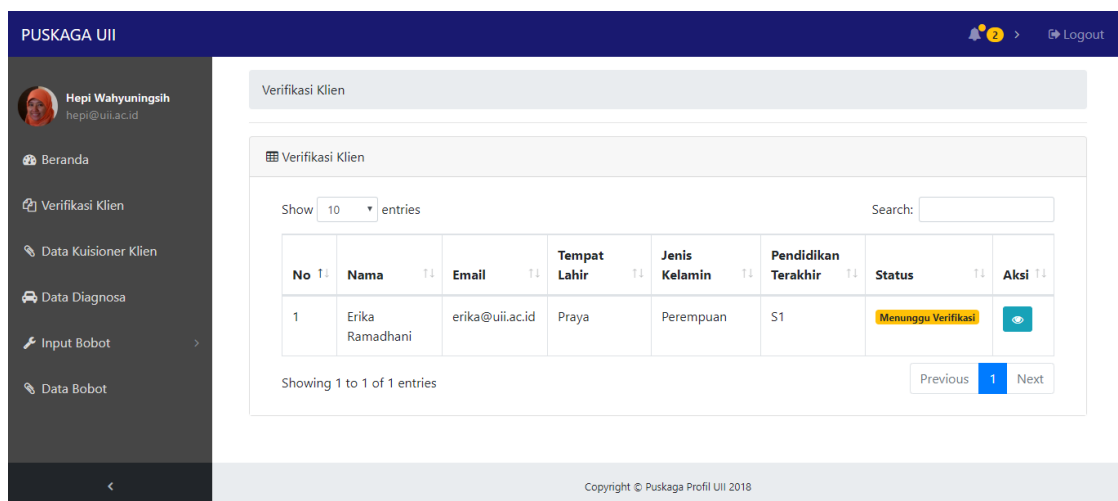 PUSKAGA UII
2
Logout
Hepi Wahyuningsih
hepi@uii.ac.id
Beranda
Verifikasi Klien
Data Kuisioner Klien
Data Diagnosa
Input Bobot
Data Bobot
Verifikasi Klien
Verifikasi Klien
Show 10 entries
Search:
No Nama Email Tempat Lahir Jenis Kelamin Pendidikan Terakhir Status Aksi
1 Erika Ramadhani erika@uii.ac.id Praya Perempuan S1 Menunggu Verifikasi
Showing 1 to 1 of 1 entries
Previous 1 Next
Copyright © Puskaga Profil UII 2018